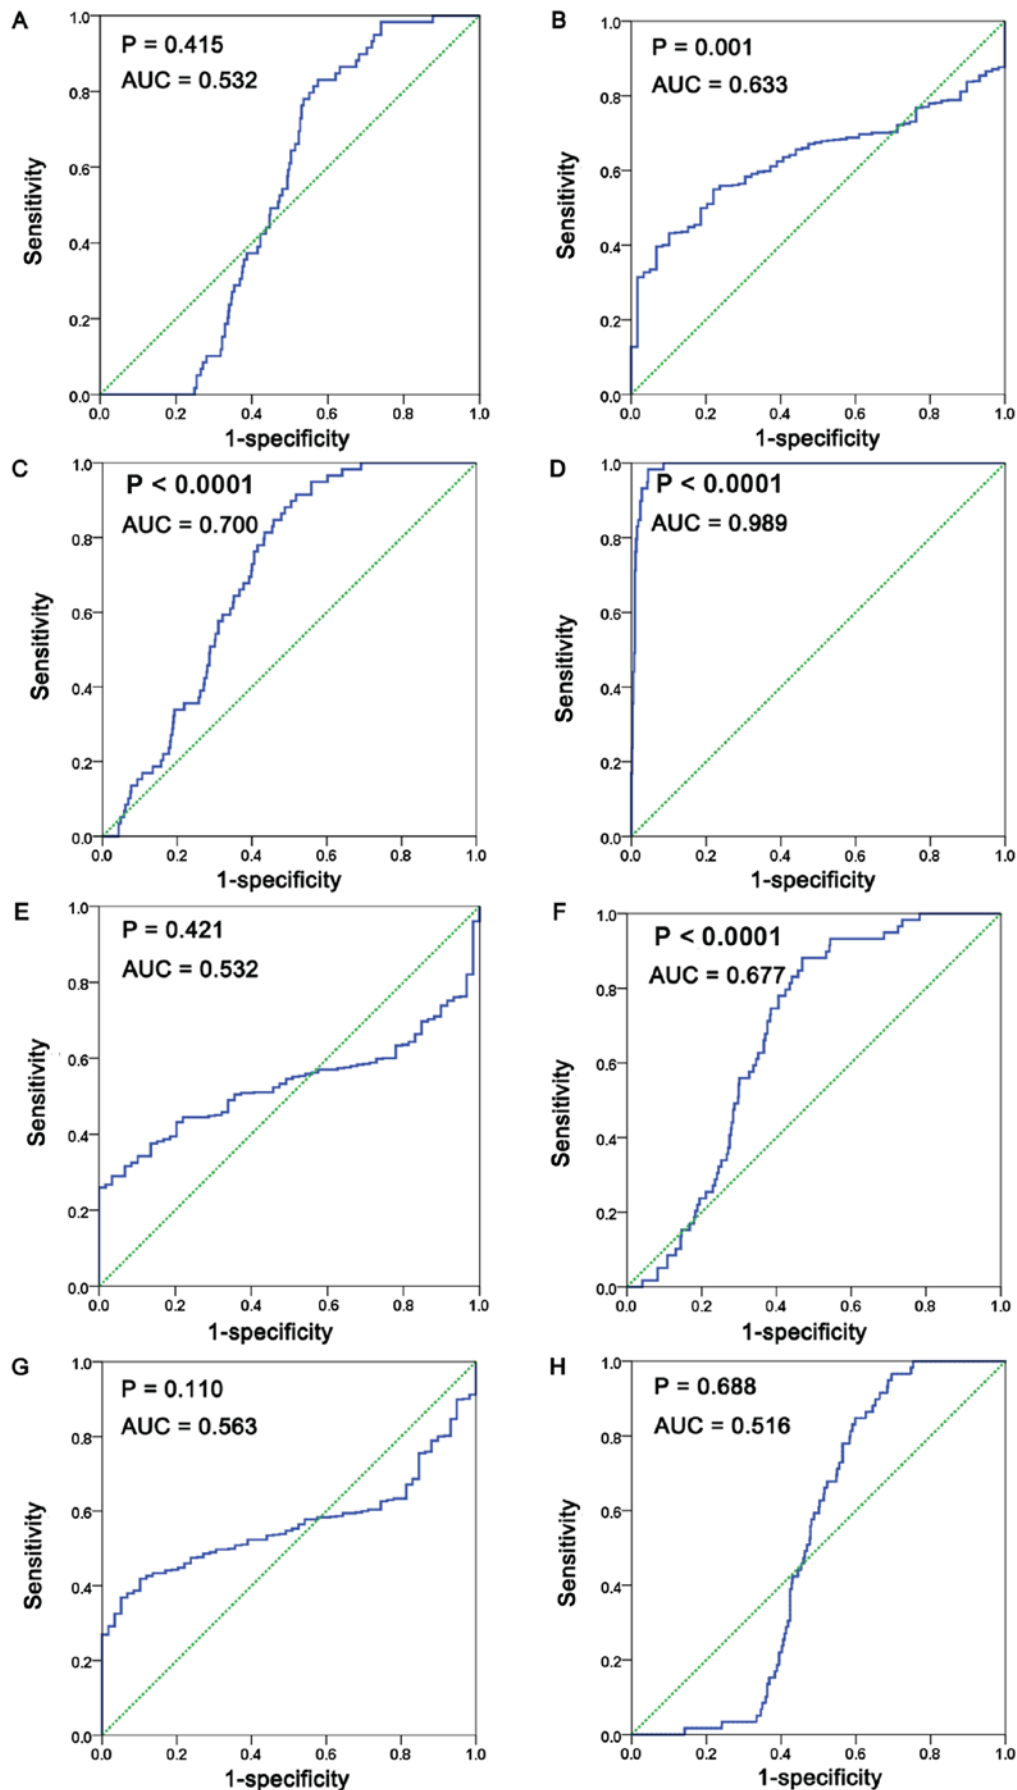 A
P = 0.415
AUC = 0.532
Sensitivity
1.0
0.8
0.6
0.4
0.2
0.0
0.0 0.2 0.4 0.6 0.8 1.0
1-specificity
B
P = 0.001
AUC = 0.633
Sensitivity
1.0
0.8
0.6
0.4
0.2
0.0
0.0 0.2 0.4 0.6 0.8 1.0
1-specificity
C
P < 0.0001
AUC = 0.700
Sensitivity
1.0
0.8
0.6
0.4
0.2
0.0
0.0 0.2 0.4 0.6 0.8 1.0
1-specificity
D
P < 0.0001
AUC = 0.989
Sensitivity
1.0
0.8
0.6
0.4
0.2
0.0
0.0 0.2 0.4 0.6 0.8 1.0
1-specificity
E
P = 0.421
AUC = 0.532
Sensitivity
1.0
0.8
0.6
0.4
0.2
0.0
0.0 0.2 0.4 0.6 0.8 1.0
1-specificity
F
P < 0.0001
AUC = 0.677
Sensitivity
1.0
0.8
0.6
0.4
0.2
0.0
0.0 0.2 0.4 0.6 0.8 1.0
1-specificity
G
P = 0.110
AUC = 0.563
Sensitivity
1.0
0.8
0.6
0.4
0.2
0.0
0.0 0.2 0.4 0.6 0.8 1.0
1-specificity
H
P = 0.688
AUC = 0.516
Sensitivity
1.0
0.8
0.6
0.4
0.2
0.0
0.0 0.2 0.4 0.6 0.8 1.0
1-specificity